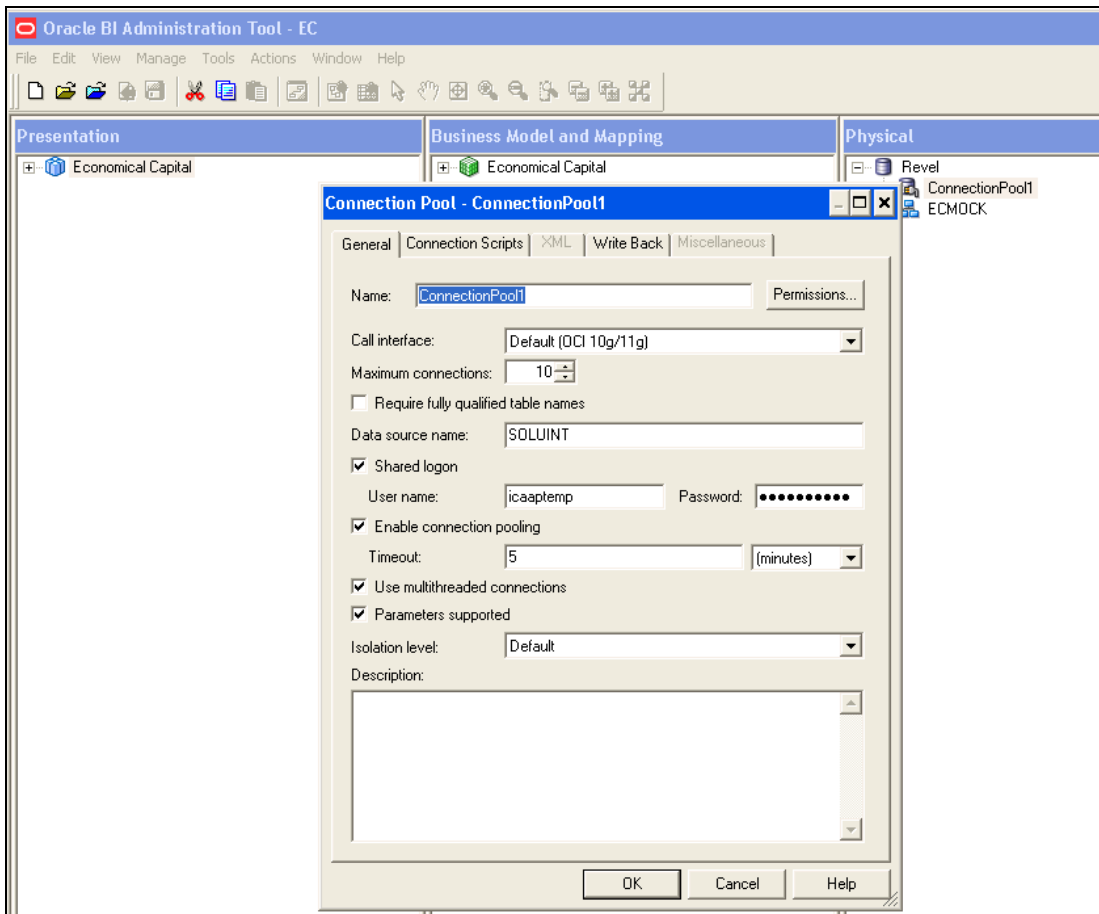 Oracle BI Administration Tool - EC
File Edit View Manage Tools Actions Window Help
Presentation
Business Model and Mapping
Physical
Economical Capital
Economical Capital
Revel
ConnectionPool1
ECMOCK
Connection Pool - ConnectionPool1
General Connection Scripts XML Write Back Miscellaneous
Name: ConnectionPool1 Permissions...
Call interface: Default (OCI 10g/11g)
Maximum connections: 10
Require fully qualified table names
Data source name: SOLUINT
Shared logon
User name: icaaptemp Password: ●●●●●●●●●●
Enable connection pooling
Timeout: 5 (minutes)
Use multithreaded connections
Parameters supported
Isolation level: Default
Description:
OK Cancel Help